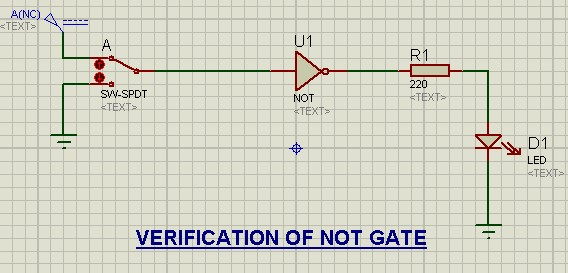 A(NC)
<TEXT>
A
SW-SPDT
<TEXT>
U1
NOT
<TEXT>
R1
220
<TEXT>
D1
LED
<TEXT>
VERIFICATION OF NOT GATE